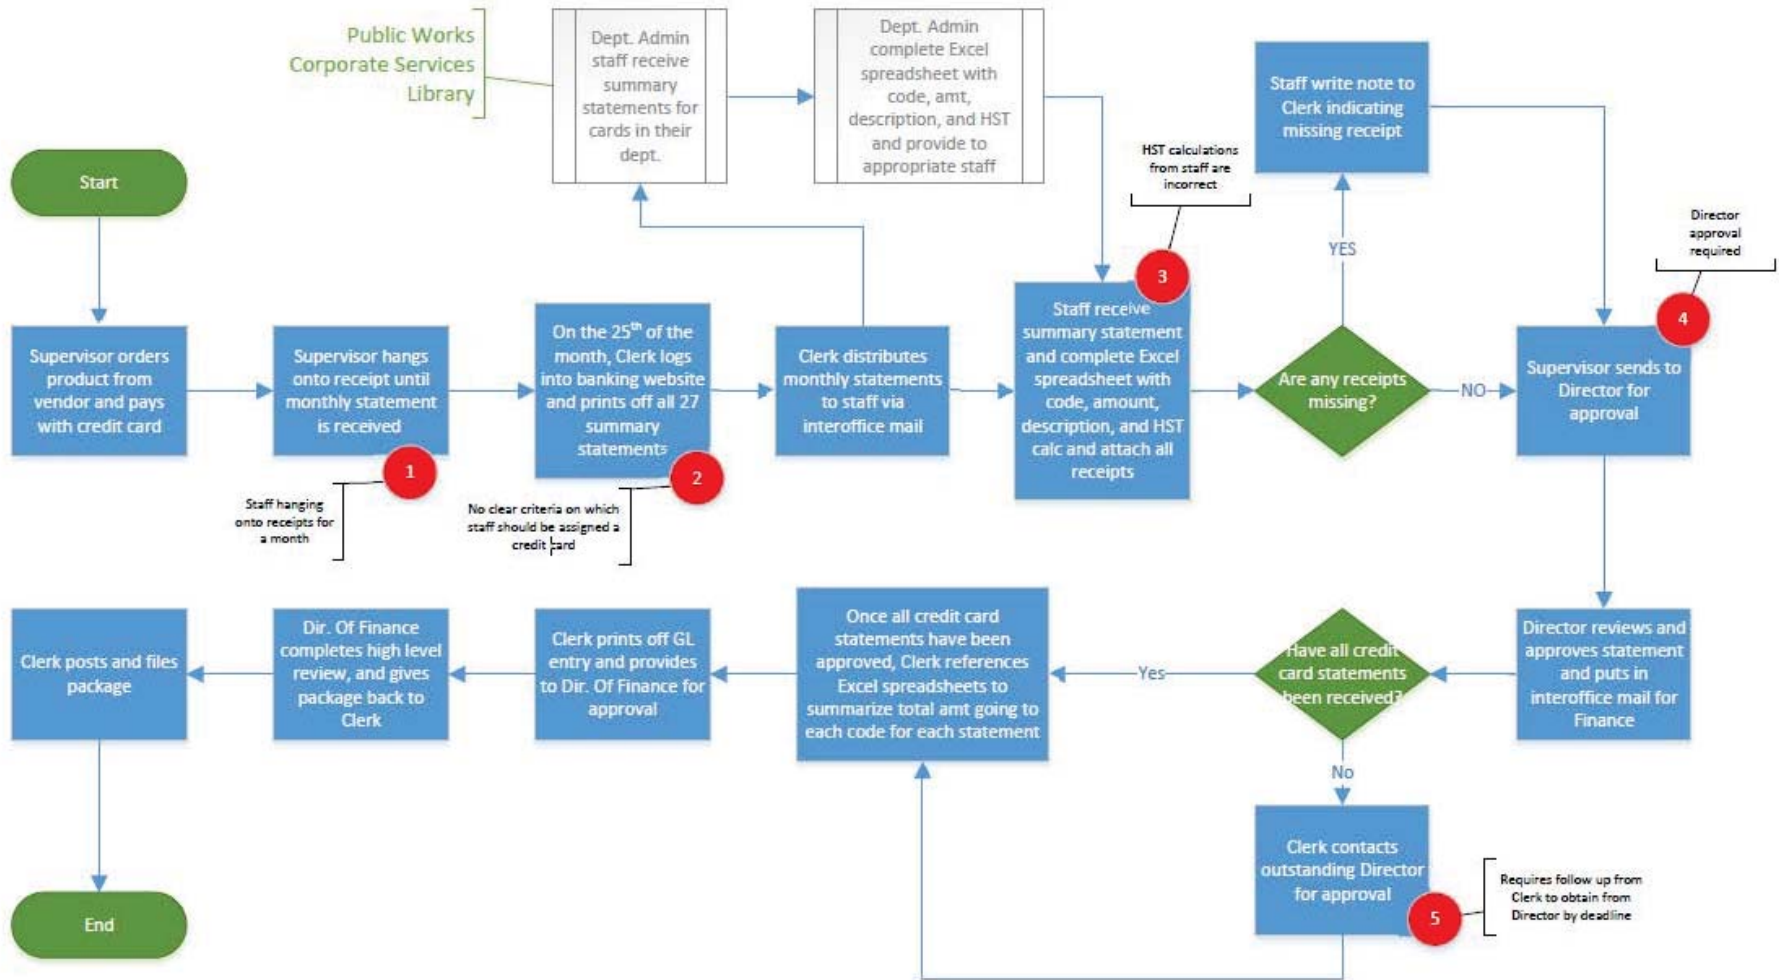 Public Works
Corporate Services
Library
Dept. Admin
staff receive
summary
statements for
cards in their
dept.
Dept. Admin
complete Excel
spreadsheet with
code, amt,
description, and HST
and provide to
appropriate staff
Staff write note to
Clerk indicating
missing receipt
HST calculations
from staff are
incorrect
3
YES
Director
approval
required
4
Start
Supervisor orders
product from
vendor and pays
with credit card
Supervisor hangs
onto receipt until
monthly statement
is received
1
Staff hanging
onto receipts for
a month
On the 25th of the
month, Clerk logs
into banking website
and prints off all 27
summary
statements
2
No clear criteria on which
staff should be assigned a
credit card
Clerk distributes
monthly statements
to staff via
interoffice mail
Staff receive
summary statement
and complete Excel
spreadsheet with
code, amount,
description, and HST
calc and attach all
receipts
Are any receipts
missing?
NO
Supervisor sends to
Director for
approval
Director reviews and
approves statement
and puts in
interoffice mail for
Finance
Have all credit
card statements
been received?
Yes
No
Once all credit card
statements have been
approved, Clerk references
Excel spreadsheets to
summarize total amt going to
each code for each statement
Clerk prints off GL
entry and provides
to Dir. Of Finance for
approval
Dir. Of Finance
completes high level
review, and gives
package back to
Clerk
Clerk posts and files
package
Clerk contacts
outstanding Director
for approval
5
Requires follow up from
Clerk to obtain from
Director by deadline
End